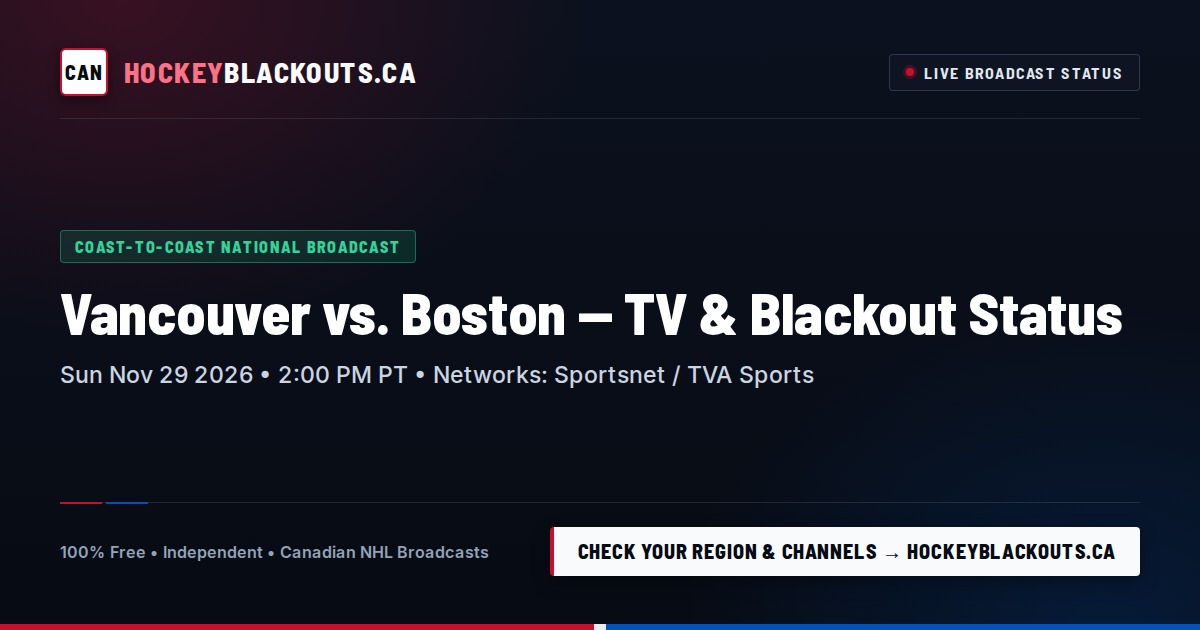 CAN HOCKEYBLACKOUTS.CA
LIVE BROADCAST STATUS
COAST-TO-COAST NATIONAL BROADCAST
Vancouver vs. Boston — TV & Blackout Status
Sun Nov 29 2026 • 2:00 PM PT • Networks: Sportsnet / TVA Sports
100% Free • Independent • Canadian NHL Broadcasts
CHECK YOUR REGION & CHANNELS → HOCKEYBLACKOUTS.CA